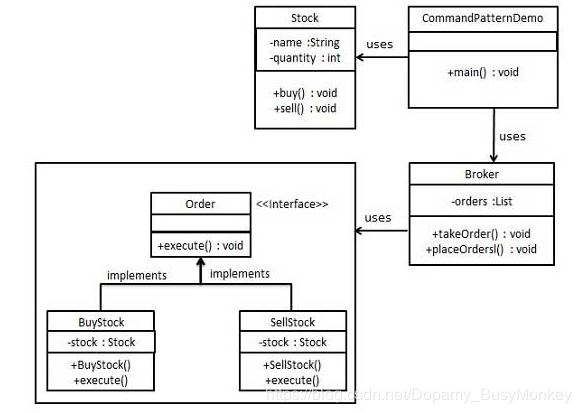 Stock
-name :String
-quantity : int
+buy() : void
+sell() : void
uses
CommandPatternDemo
+main() : void
uses
Broker
-orders :List
+takeOrder() : void
+placeOrdersl() : void
uses
Order
<<Interface>>
+execute() : void
implements
implements
BuyStock
-stock : Stock
+BuyStock()
+execute()
SellStock
-stock : Stock
+SellStock()
+execute()
https://blog.csdn.net/Dopamy_BusyMonkey